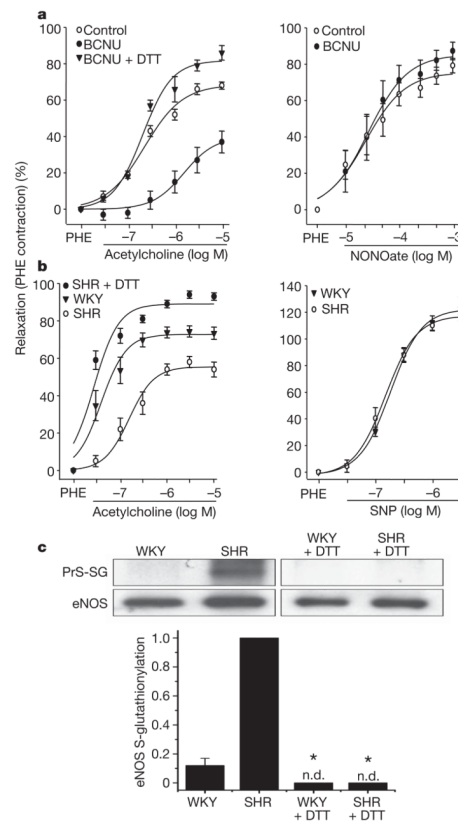 a
Control
BCNU
BCNU + DTT
100
80
60
40
20
0
PHE
–7
–6
–5
Acetylcholine (log M)
Control
BCNU
100
80
60
40
20
0
PHE
–5
–4
–3
NONOate (log M)
Relaxation (PHE contraction) (%)
b
SHR + DTT
WKY
SHR
100
80
60
40
20
0
PHE
–7
–6
–5
Acetylcholine (log M)
WKY
SHR
140
120
100
80
60
40
20
0
PHE
–7
–6
SNP (log M)
c
WKY
SHR
WKY
+ DTT
SHR
+ DTT
PrS-SG
eNOS
eNOS S-glutathionylation
1.0
0.8
0.6
0.4
0.2
0
* *
n.d. n.d.
WKY
SHR
WKY
+ DTT
SHR
+ DTT